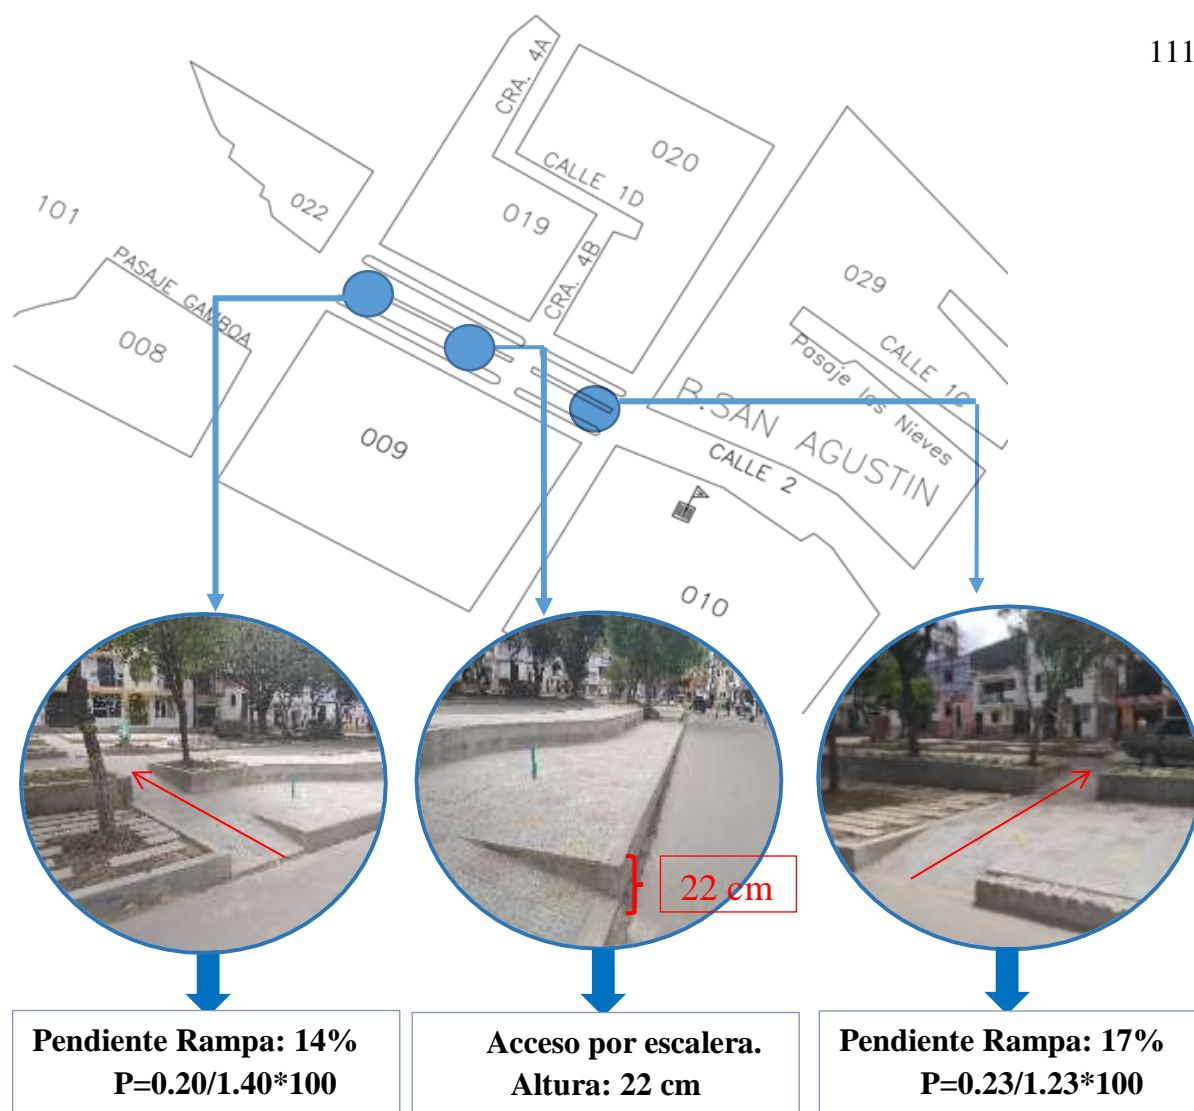 111
CRA. 4A
020
CALLE 1D
022
101
019
CRA. 4B
PASAJE GAMBOA
029
008
CALLE 1C
Pasaje las Nieves
B.SAN AGUSTIN
009
CALLE 2
010
22 cm
Pendiente Rampa: 14%
P=0.20/1.40*100
Acceso por escalera.
Altura: 22 cm
Pendiente Rampa: 17%
P=0.23/1.23*100